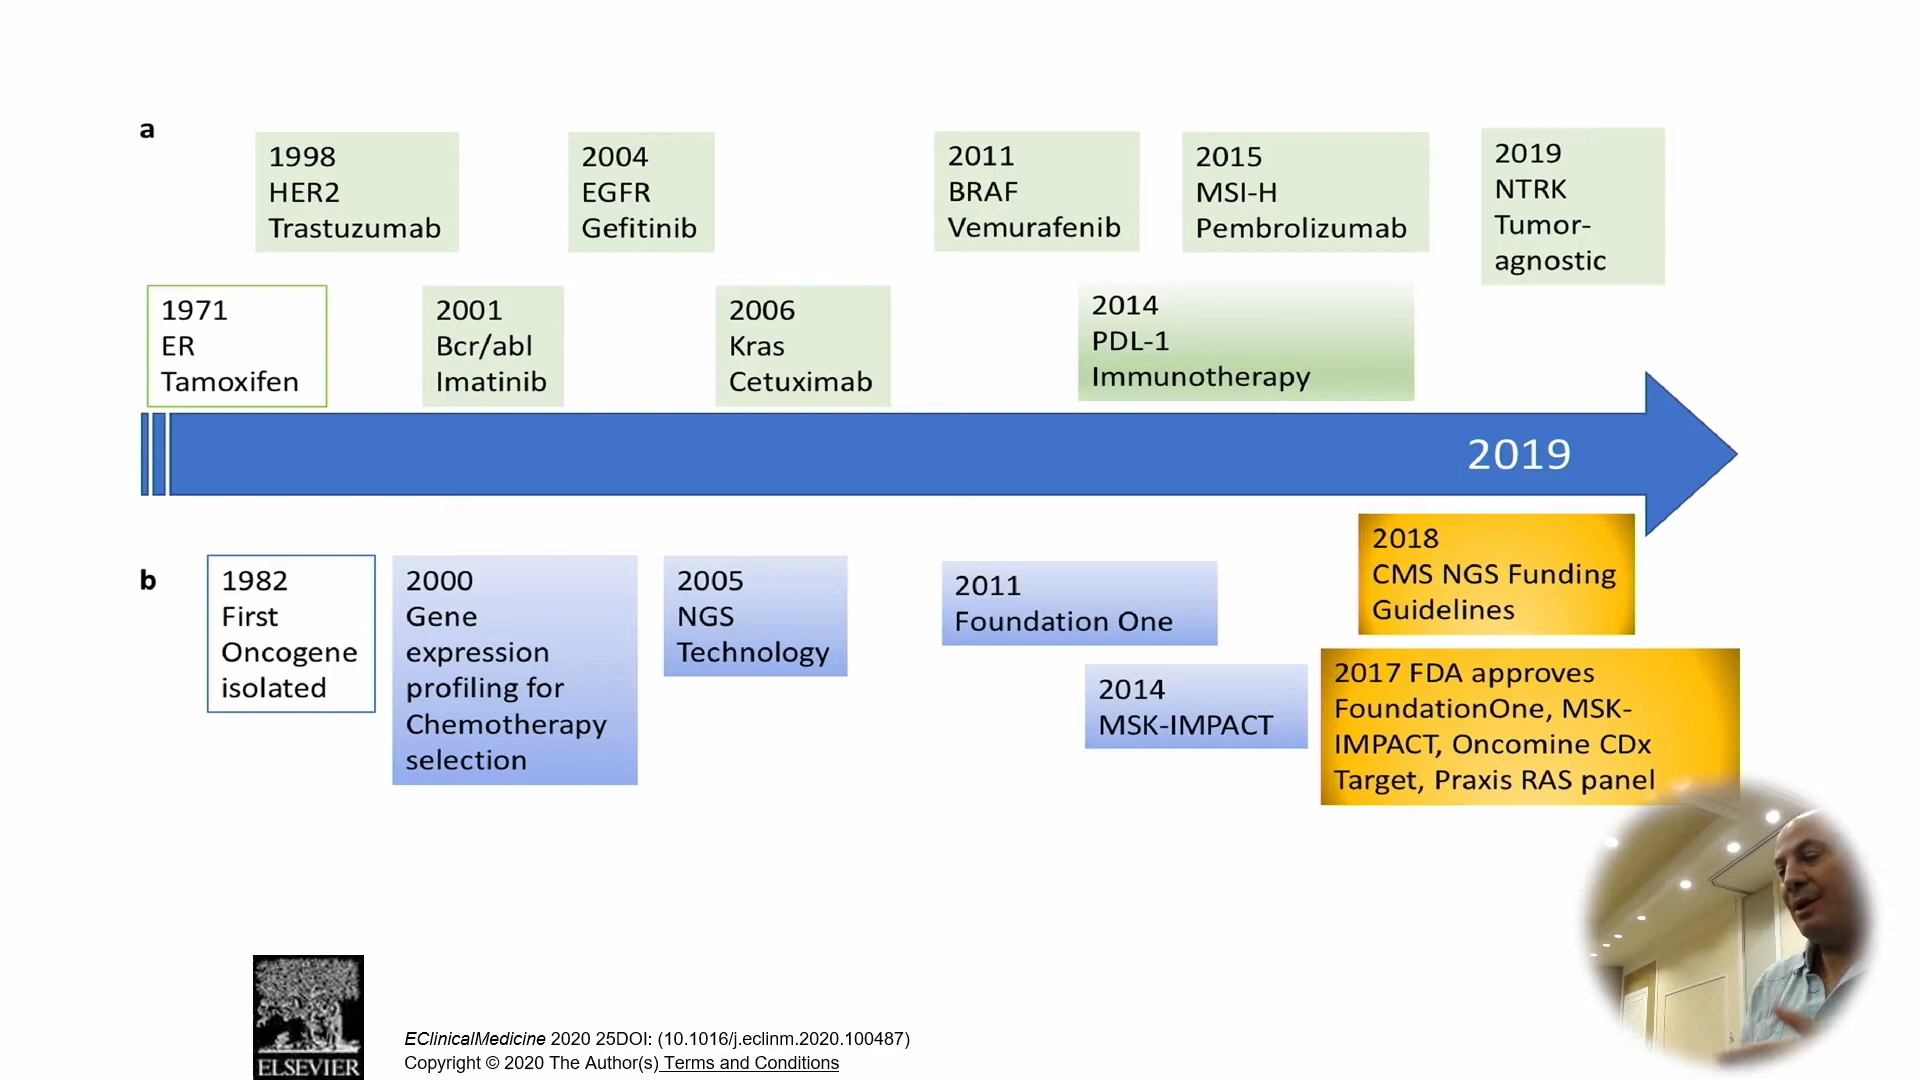 a
1998
HER2
Trastuzumab
2004
EGFR
Gefitinib
2011
BRAF
Vemurafenib
2015
MSI-H
Pembrolizumab
2019
NTRK
Tumor-
agnostic
1971
ER
Tamoxifen
2001
Bcr/abl
Imatinib
2006
Kras
Cetuximab
2014
PDL-1
Immunotherapy
2019
b
1982
First
Oncogene
isolated
2000
Gene
expression
profiling for
Chemotherapy
selection
2005
NGS
Technology
2011
Foundation One
2014
MSK-IMPACT
2018
CMS NGS Funding
Guidelines
2017 FDA approves
FoundationOne, MSK-
IMPACT, Oncomine CDx
Target, Praxis RAS panel
ELSEVIER
EClinicalMedicine 2020 25DOI: (10.1016/j.eclinm.2020.100487)
Copyright © 2020 The Author(s) Terms and Conditions